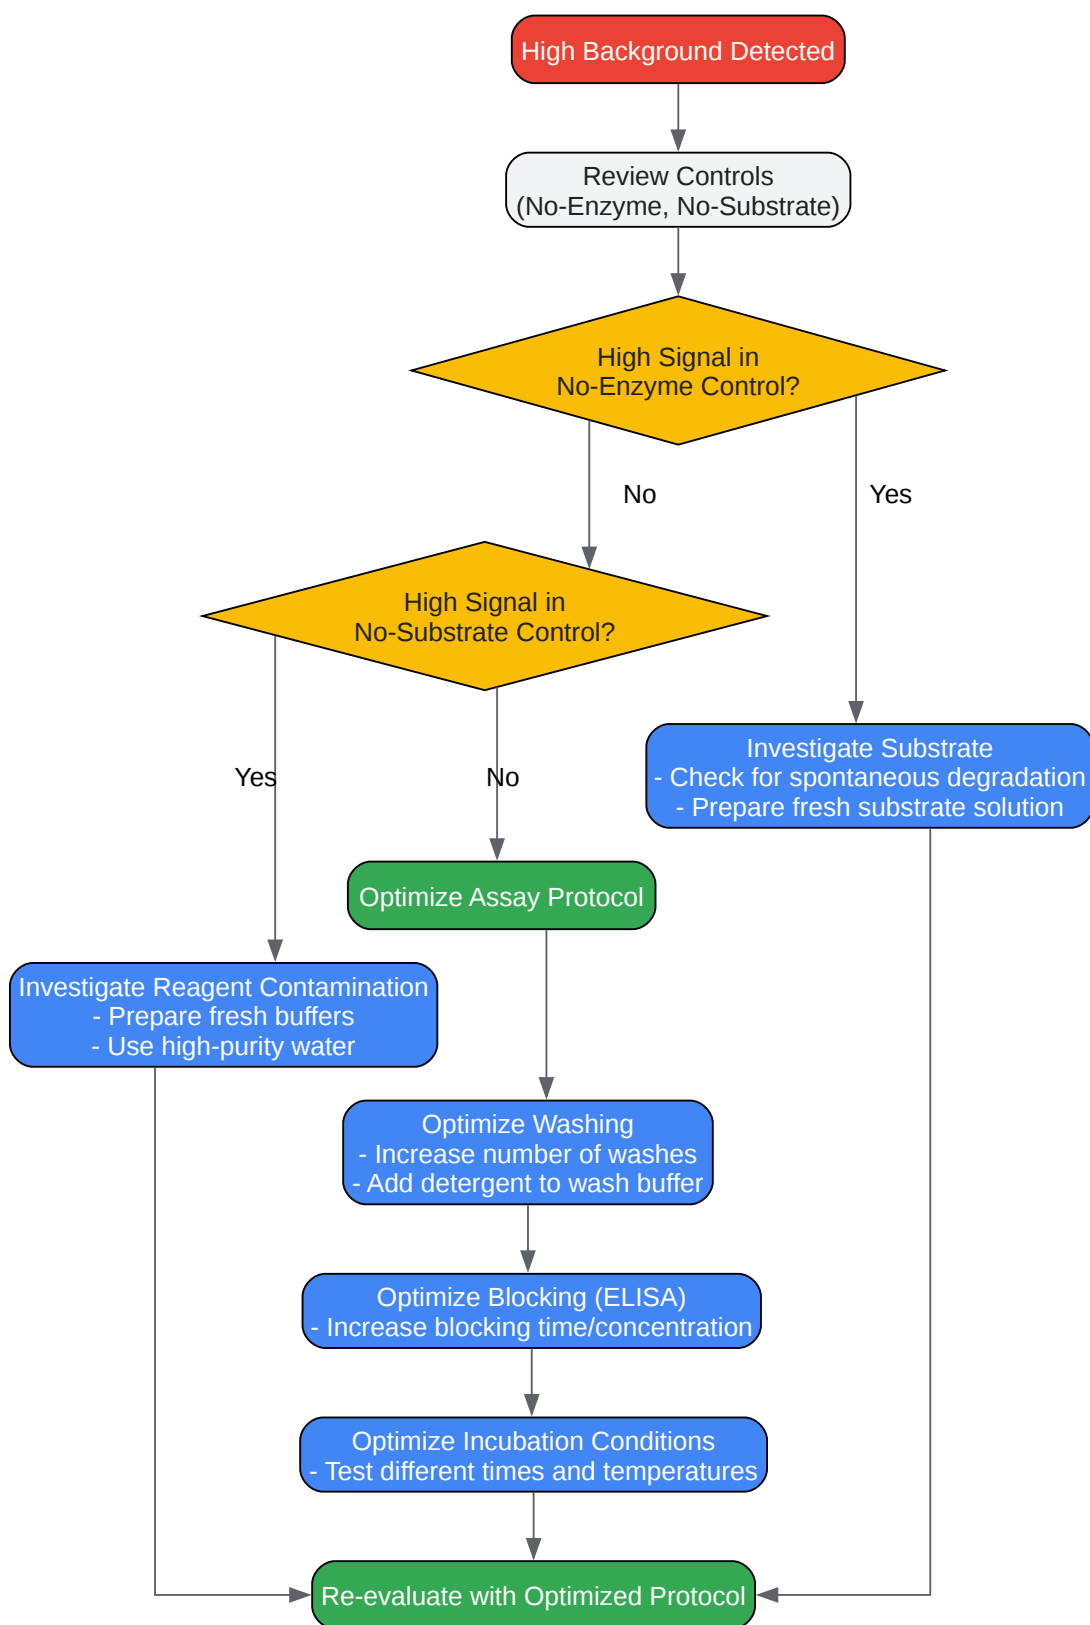 High Background Detected
Review Controls
(No-Enzyme, No-Substrate)
High Signal in
No-Enzyme Control?
No
Yes
High Signal in
No-Substrate Control?
Yes
No
Investigate Substrate
- Check for spontaneous degradation
- Prepare fresh substrate solution
Optimize Assay Protocol
Investigate Reagent Contamination
- Prepare fresh buffers
- Use high-purity water
Optimize Washing
- Increase number of washes
- Add detergent to wash buffer
Optimize Blocking (ELISA)
- Increase blocking time/concentration
Optimize Incubation Conditions
- Test different times and temperatures
Re-evaluate with Optimized Protocol